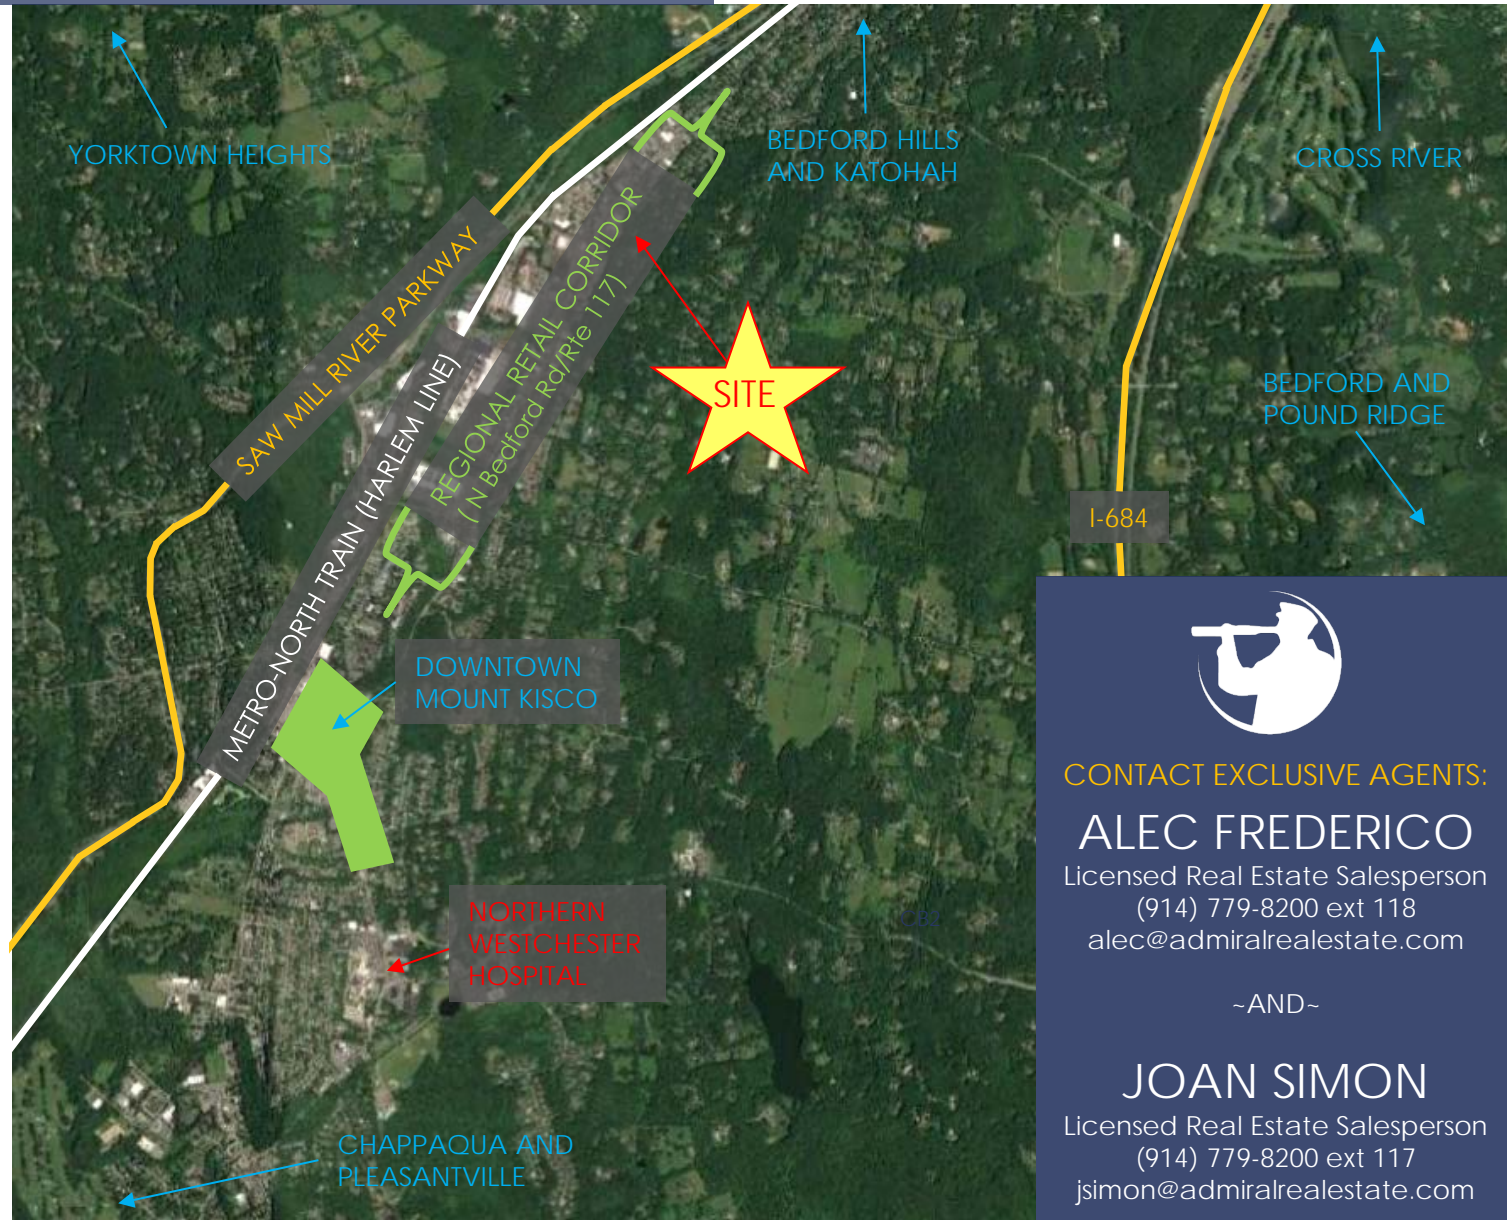 YORKTOWN HEIGHTS
BEDFORD HILLS
AND KATOHAH
CROSS RIVER
SAW MILL RIVER PARKWAY
METRO-NORTH TRAIN (HARLEM LINE)
REGIONAL RETAIL CORRIDOR
( N Bedford Rd/Rte 117)
SITE
BEDFORD AND
POUND RIDGE
I-684
DOWNTOWN
MOUNT KISCO
NORTHERN
WESTCHESTER
HOSPITAL
CHAPPAQUA AND
PLEASANTVILLE
CONTACT EXCLUSIVE AGENTS:
ALEC FREDERICO
Licensed Real Estate Salesperson
(914) 779-8200 ext 118
alec@admiralrealestate.com
~AND~
JOAN SIMON
Licensed Real Estate Salesperson
(914) 779-8200 ext 117
jsimon@admiralrealestate.com